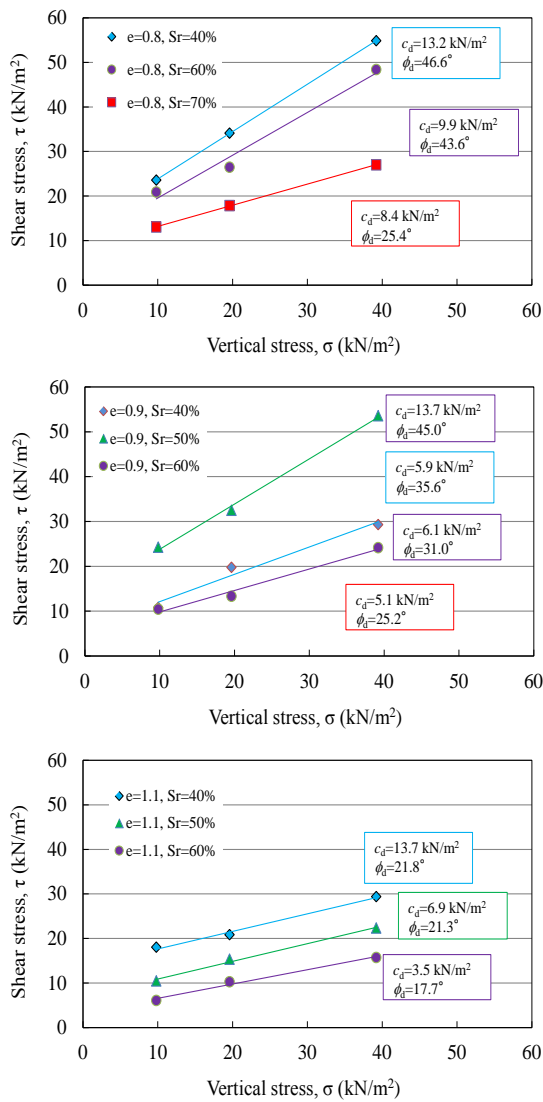 60
50
40
30
20
10
0
0 10 20 30 40 50 60
Shear stress, τ (kN/m²)
Vertical stress, σ (kN/m²)
e=0.8, Sr=40%
e=0.8, Sr=60%
e=0.8, Sr=70%
cd=13.2 kN/m²
ϕd=46.6˚
cd=9.9 kN/m²
ϕd=43.6˚
cd=8.4 kN/m²
ϕd=25.4˚
60
50
40
30
20
10
0
0 10 20 30 40 50 60
Shear stress, τ (kN/m²)
Vertical stress, σ (kN/m²)
e=0.9, Sr=40%
e=0.9, Sr=50%
e=0.9, Sr=60%
cd=13.7 kN/m²
ϕd=45.0˚
cd=5.9 kN/m²
ϕd=35.6˚
cd=6.1 kN/m²
ϕd=31.0˚
cd=5.1 kN/m²
ϕd=25.2˚
60
50
40
30
20
10
0
0 10 20 30 40 50 60
Shear stress, τ (kN/m²)
Vertical stress, σ (kN/m²)
e=1.1, Sr=40%
e=1.1, Sr=50%
e=1.1, Sr=60%
cd=13.7 kN/m²
ϕd=21.8˚
cd=6.9 kN/m²
ϕd=21.3˚
cd=3.5 kN/m²
ϕd=17.7˚